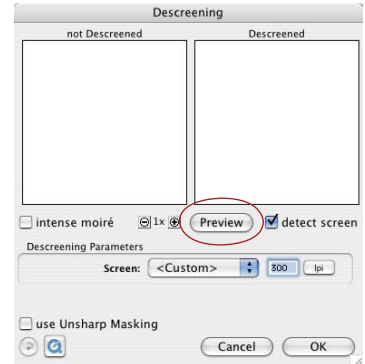 Descreening
not Descreened Descreened
intense moiré 1x Preview detect screen
Descreening Parameters
Screen: <Custom> 300 lpi
use Unsharp Masking
Cancel OK